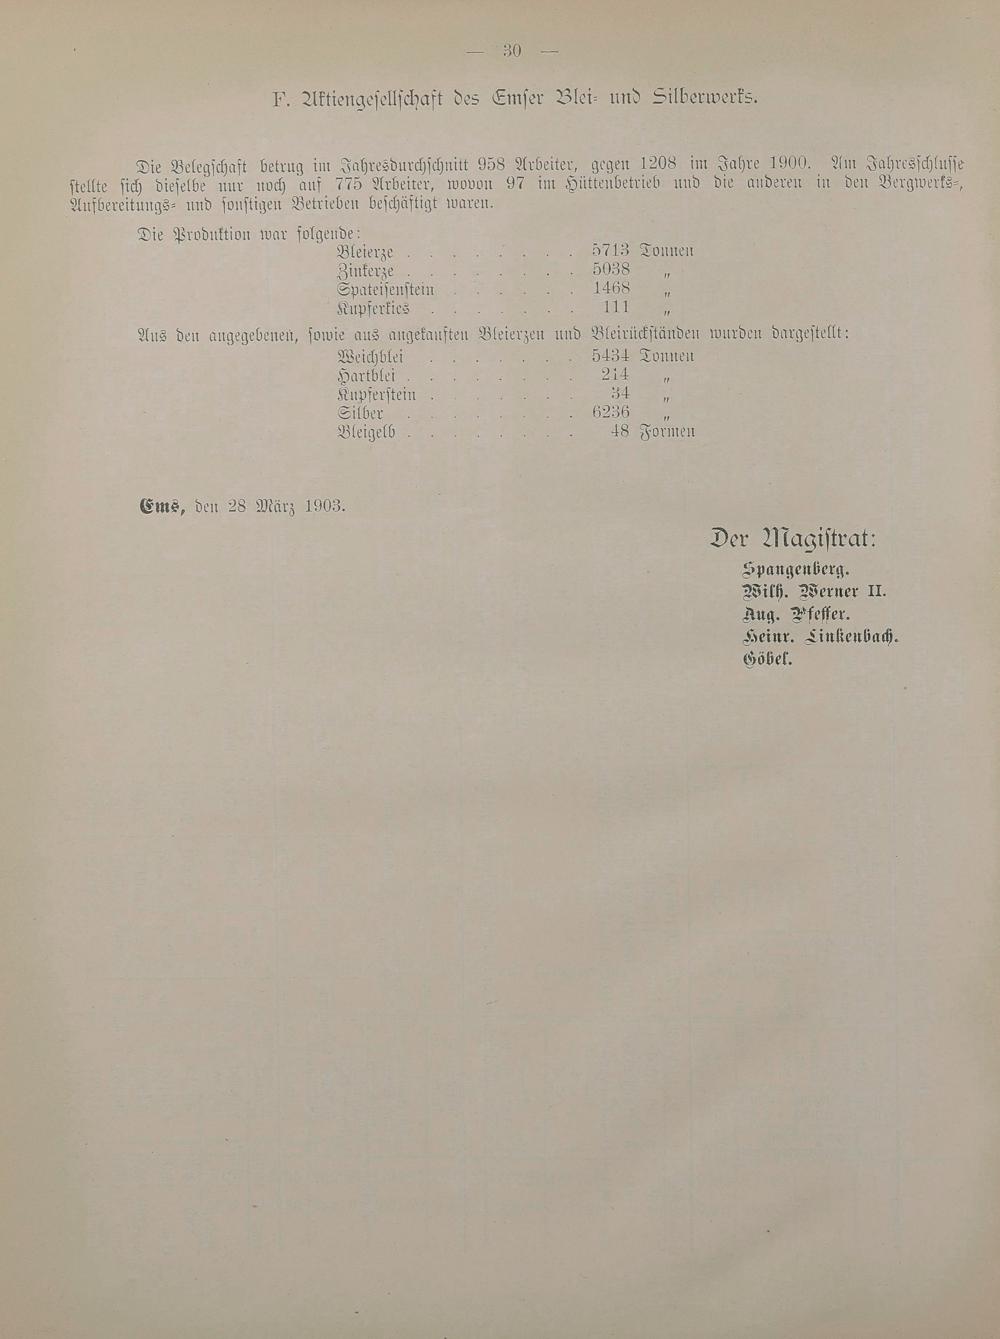 — 30 —
F. Aktiengesellschaft des Emser Blei- und Silberwerks.
Die Belegschaft betrug im Jahresdurchschnitt 958 Arbeiter, gegen 1208 im Jahre 1900. Am Jahresschlusse
stellte sich dieselbe nur noch auf 775 Arbeiter, wovon 97 im Hüttenbetrieb und die anderen in den Bergwerks-,
Aufbereitungs- und sonstigen Betrieben beschäftigt waren.
Die Produktion war folgende:
Bleierze . . . . . . . . 5713 Tonnen
Zinkerze . . . . . . . . 5038 „
Spateisenstein . . . . . . 1468 „
Kupferkies . . . . . . . 111 „
Aus den angegebenen, sowie aus angekauften Bleierzen und Bleirückständen wurden dargestellt:
Weichblei . . . . . . . 5434 Tonnen
Hartblei . . . . . . . . 214 „
Kupferstein . . . . . . . 34 „
Silber . . . . . . . . 6236 „
Bleigelb . . . . . . . . 48 Formen
Ems, den 28 März 1903.
Der Magistrat:
Spangenberg.
Wilh. Werner II.
Aug. Pfeffer.
Heinr. Linkenbach.
Göbel.